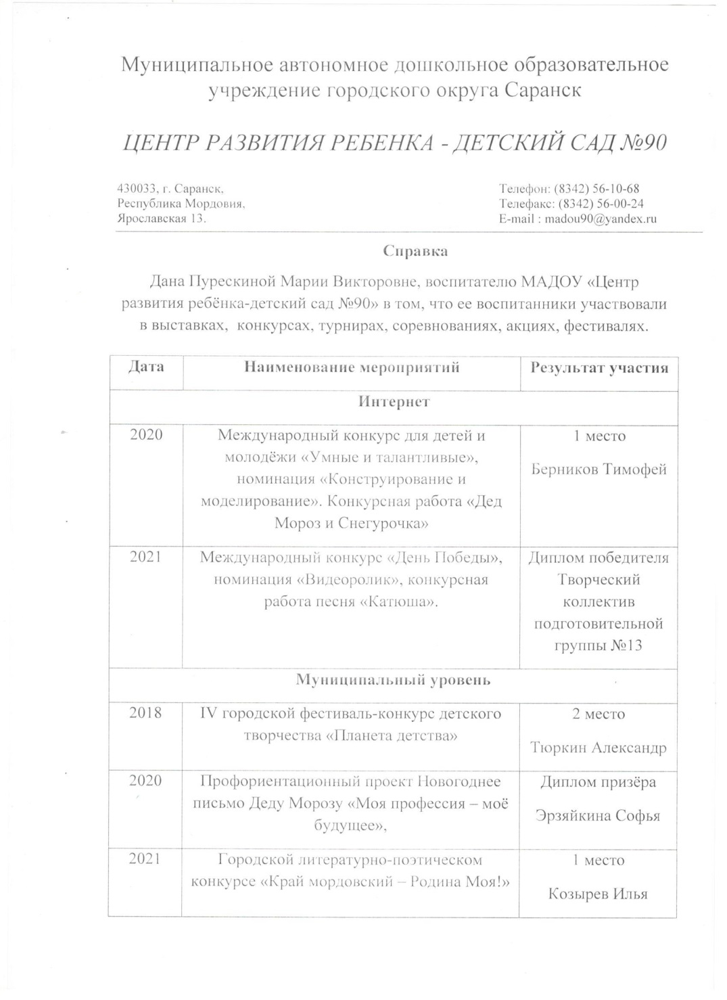 Муниципальное автономное дошкольное образовательное
учреждение городского округа Саранск
ЦЕНТР РАЗВИТИЯ РЕБЕНКА - ДЕТСКИЙ САД №90
430033, г. Саранск,
Республика Мордовия,
Ярославская 13.
Телефон: (8342) 56-10-68
Телефакс: (8342) 56-00-24
E-mail : madou90@yandex.ru
Справка
Дана Пурескиной Марии Викторовне, воспитателю МАДОУ «Центр
развития ребёнка-детский сад №90» в том, что ее воспитанники участвовали
в выставках, конкурсах, турнирах, соревнованиях, акциях, фестивалях.
Дата
Наименование мероприятий
Результат участия
Интернет
2020
Международный конкурс для детей и
молодёжи «Умные и талантливые»,
номинация «Конструирование и
моделирование». Конкурсная работа «Дед
Мороз и Снегурочка»
1 место
Берников Тимофей
2021
Международный конкурс «День Победы»,
номинация «Видеоролик», конкурсная
работа песня «Катюша».
Диплом победителя
Творческий
коллектив
подготовительной
группы №13
Муниципальный уровень
2018
IV городской фестиваль-конкурс детского
творчества «Планета детства»
2 место
Тюркин Александр
2020
Профориентационный проект Новогоднее
письмо Деду Морозу «Моя профессия – моё
будущее»,
Диплом призёра
Эрзяйкина Софья
2021
Городской литературно-поэтическом
конкурсе «Край мордовский – Родина Моя!»
1 место
Козырев Илья